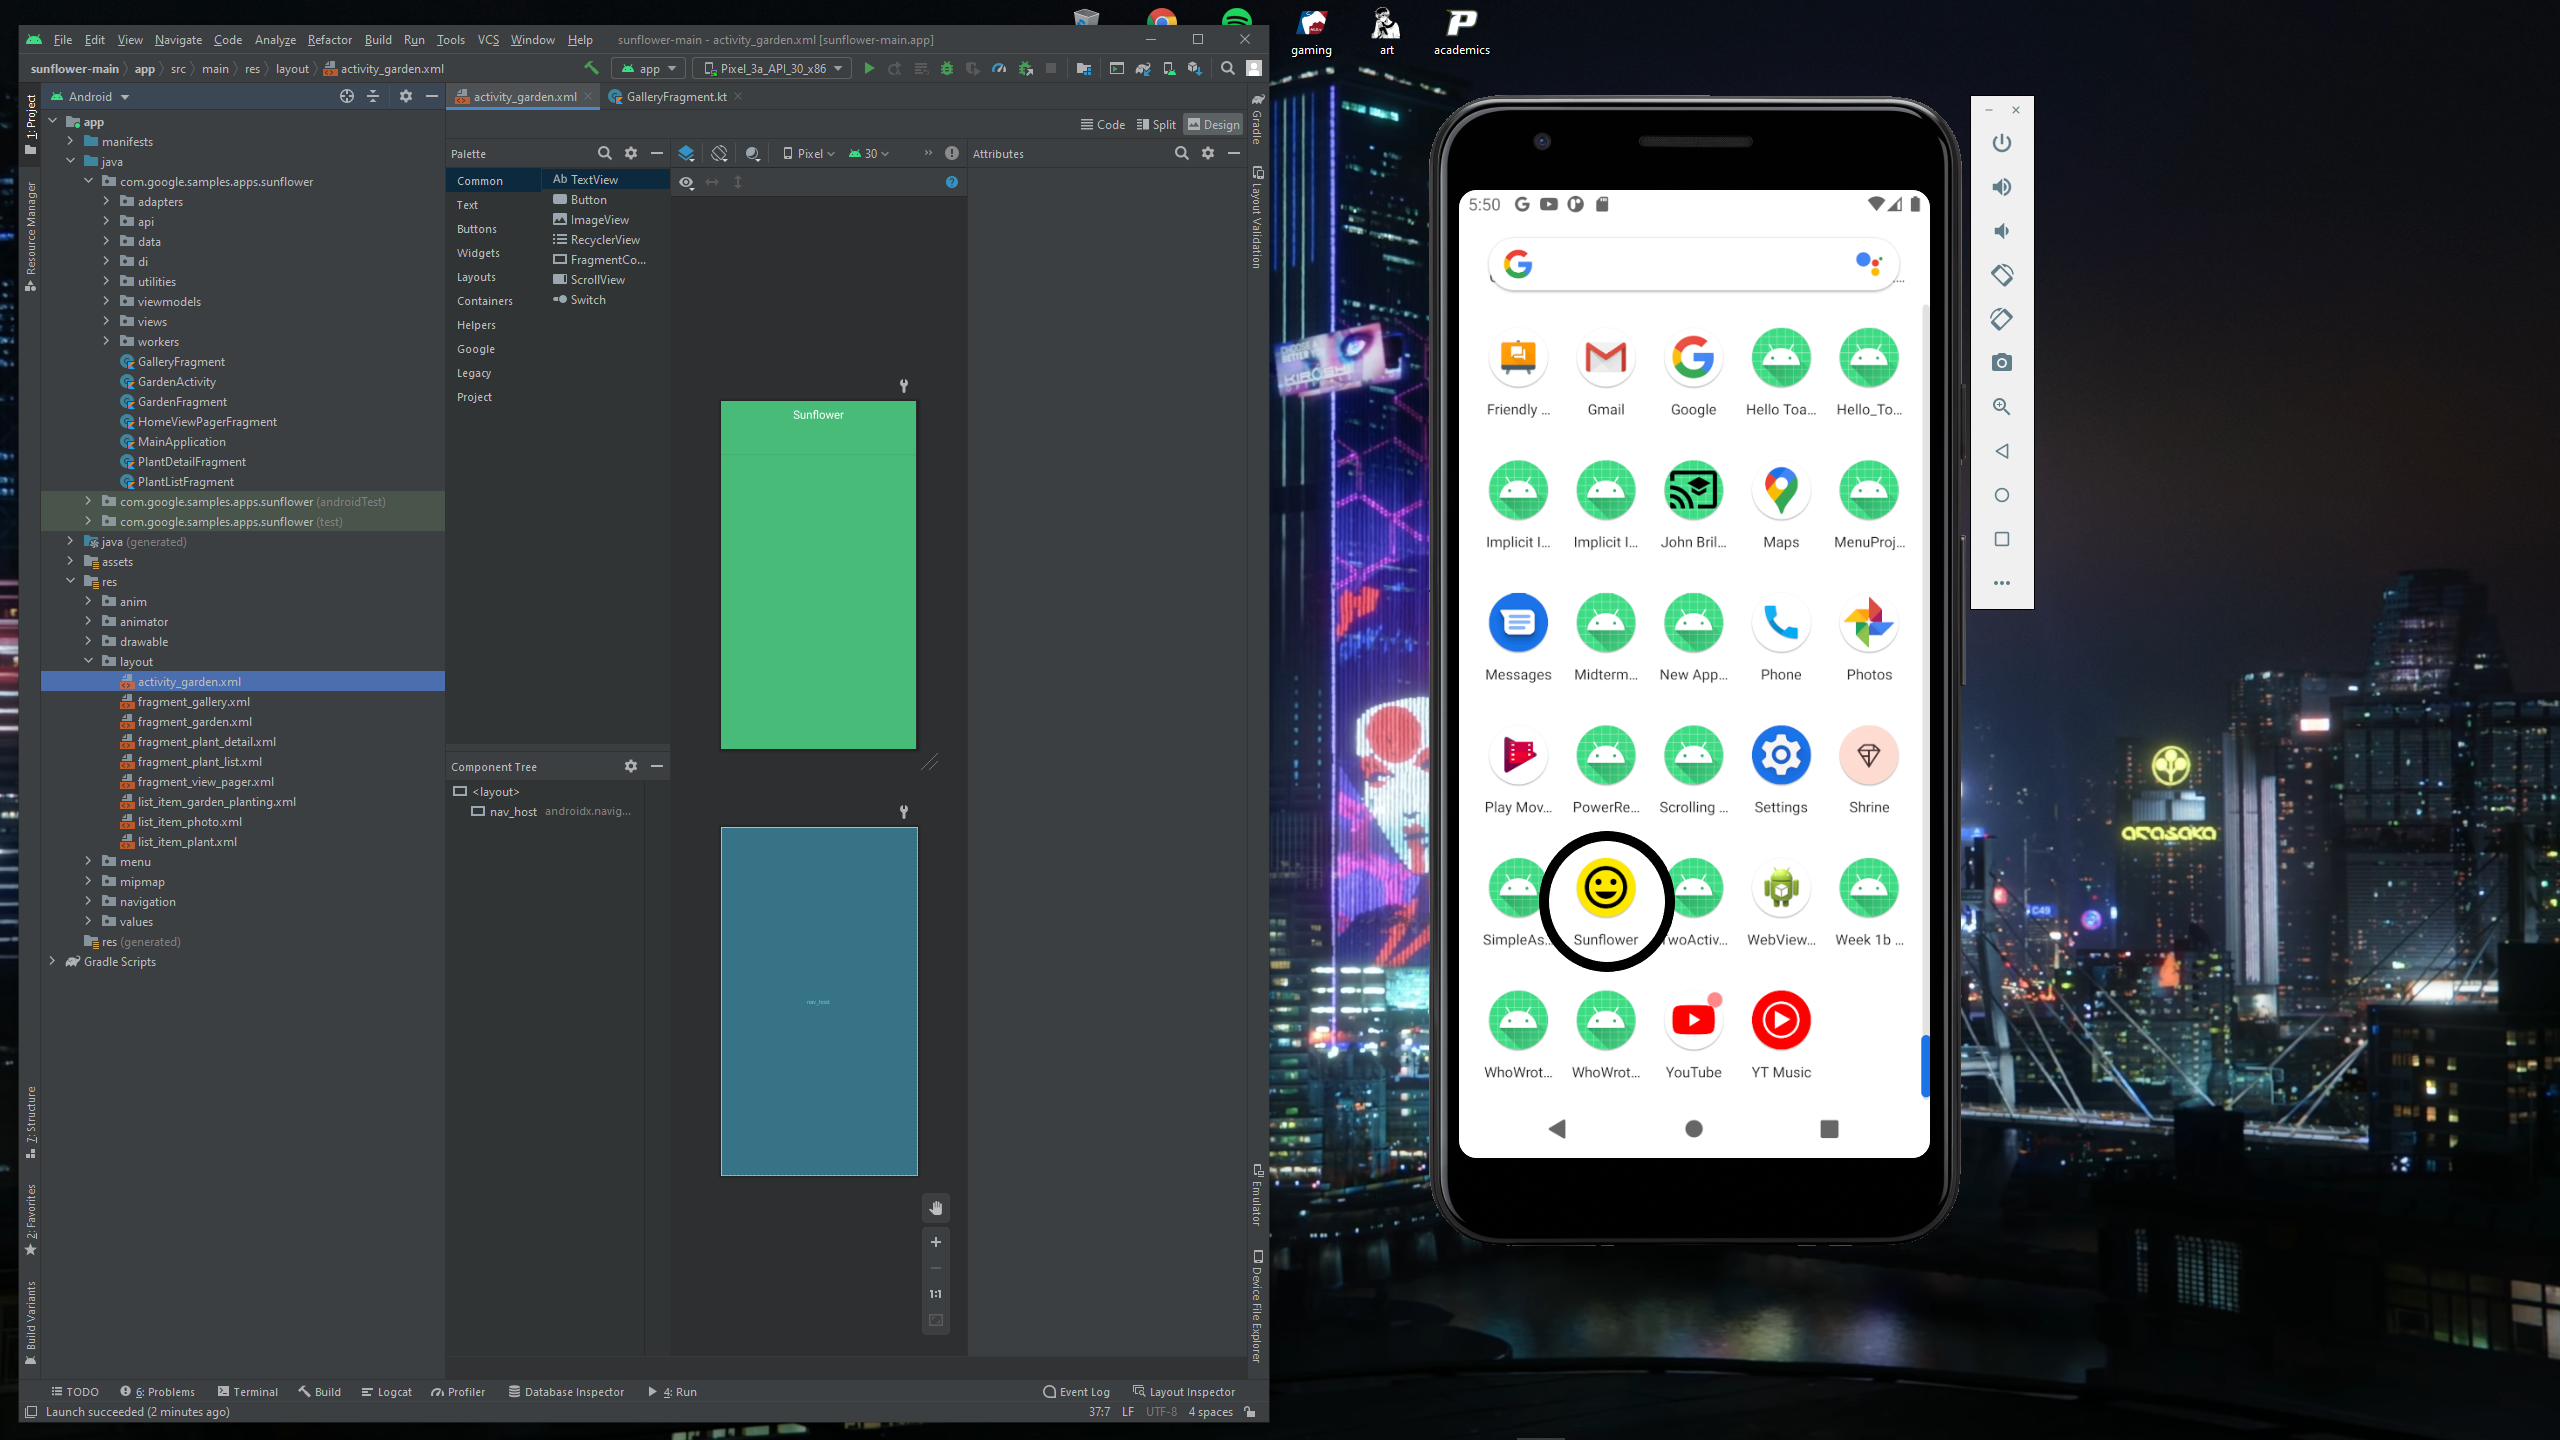 gaming
art
academics
File Edit View Navigate Code Analyze Refactor Build Run Tools VCS Window Help sunflower-main - activity_garden.xml [sunflower-main.app]
sunflower-main app src main res layout activity_garden.xml app Pixel_3a_API_30_x86
Android
activity_garden.xml GalleryFragment.kt
Code Split Design
1: Project
Resource Manager
7: Structure
2: Favorites
Build Variants
app
manifests
java
com.google.samples.apps.sunflower
adapters
api
data
di
utilities
viewmodels
views
workers
GalleryFragment
GardenActivity
GardenFragment
HomeViewPagerFragment
MainApplication
PlantDetailFragment
PlantListFragment
com.google.samples.apps.sunflower (androidTest)
com.google.samples.apps.sunflower (test)
java (generated)
assets
res
anim
animator
drawable
layout
activity_garden.xml
fragment_gallery.xml
fragment_garden.xml
fragment_plant_detail.xml
fragment_plant_list.xml
fragment_view_pager.xml
list_item_garden_planting.xml
list_item_photo.xml
list_item_plant.xml
menu
mipmap
navigation
values
res (generated)
Gradle Scripts
Palette
Common
Text
Buttons
Widgets
Layouts
Containers
Helpers
Google
Legacy
Project
Ab TextView
Button
ImageView
RecyclerView
FragmentCo...
ScrollView
Switch
Pixel 30
Attributes
Sunflower
nav_host
Component Tree
<layout>
nav_host androidx.navig...
1:1
Gradle
Layout Validation
Emulator
Device File Explorer
TODO 6: Problems Terminal Build Logcat Profiler Database Inspector 4: Run Event Log Layout Inspector
Launch succeeded (2 minutes ago) 37:7 LF UTF-8 4 spaces
5:50
Friendly ... Gmail Google Hello Toa... Hello_To...
Implicit I... Implicit I... John Bril... Maps MenuProj...
Messages Midterm... New App... Phone Photos
Play Mov... PowerRe... Scrolling ... Settings Shrine
SimpleAs... Sunflower TwoActiv... WebView... Week 1b ...
WhoWrot... WhoWrot... YouTube YT Music
CHOOSE A
BETTER YOU
KIROSHI
arasaka
C49